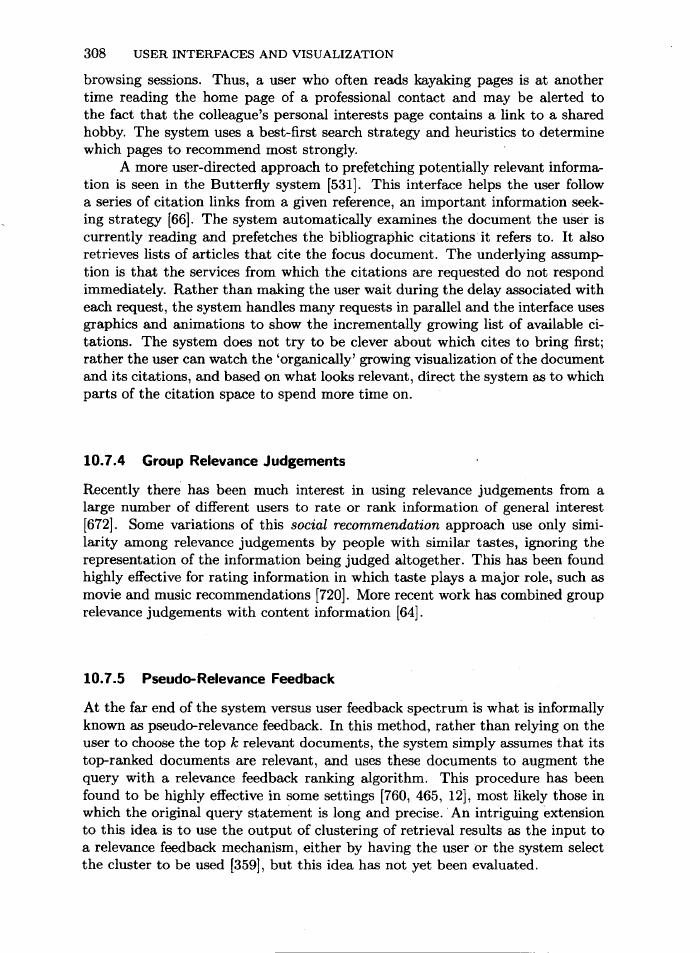 308 USER INTERFACES AND VISUALIZATION
browsing sessions. Thus, a user who often reads kayaking pages is at another
time reading the home page of a professional contact and may be alerted to
the fact that the colleague's personal interests page contains a link to a shared
hobby. The system uses a best-first search strategy and heuristics to determine
which pages to recommend most strongly.
A more user-directed approach to prefetching potentially relevant informa-
tion is seen in the Butterfly system [531]. This interface helps the user follow
a series of citation links from a given reference, an important information seek-
ing strategy [66]. The system automatically examines the document the user is
currently reading and prefetches the bibliographic citations it refers to. It also
retrieves lists of articles that cite the focus document. The underlying assump-
tion is that the services from which the citations are requested do not respond
immediately. Rather than making the user wait during the delay associated with
each request, the system handles many requests in parallel and the interface uses
graphics and animations to show the incrementally growing list of available ci-
tations. The system does not try to be clever about which cites to bring first;
rather the user can watch the 'organically' growing visualization of the document
and its citations, and based on what looks relevant, direct the system as to which
parts of the citation space to spend more time on.
10.7.4 Group Relevance Judgements
Recently there has been much interest in using relevance judgements from a
large number of different users to rate or rank information of general interest
[672]. Some variations of this social recommendation approach use only simi-
larity among relevance judgements by people with similar tastes, ignoring the
representation of the information being judged altogether. This has been found
highly effective for rating information in which taste plays a major role, such as
movie and music recommendations [720]. More recent work has combined group
relevance judgements with content information [64].
10.7.5 Pseudo-Relevance Feedback
At the far end of the system versus user feedback spectrum is what is informally
known as pseudo-relevance feedback. In this method, rather than relying on the
user to choose the top k relevant documents, the system simply assumes that its
top-ranked documents are relevant, and uses these documents to augment the
query with a relevance feedback ranking algorithm. This procedure has been
found to be highly effective in some settings [760, 465, 12], most likely those in
which the original query statement is long and precise. An intriguing extension
to this idea is to use the output of clustering of retrieval results as the input to
a relevance feedback mechanism, either by having the user or the system select
the cluster to be used [359], but this idea has not yet been evaluated.